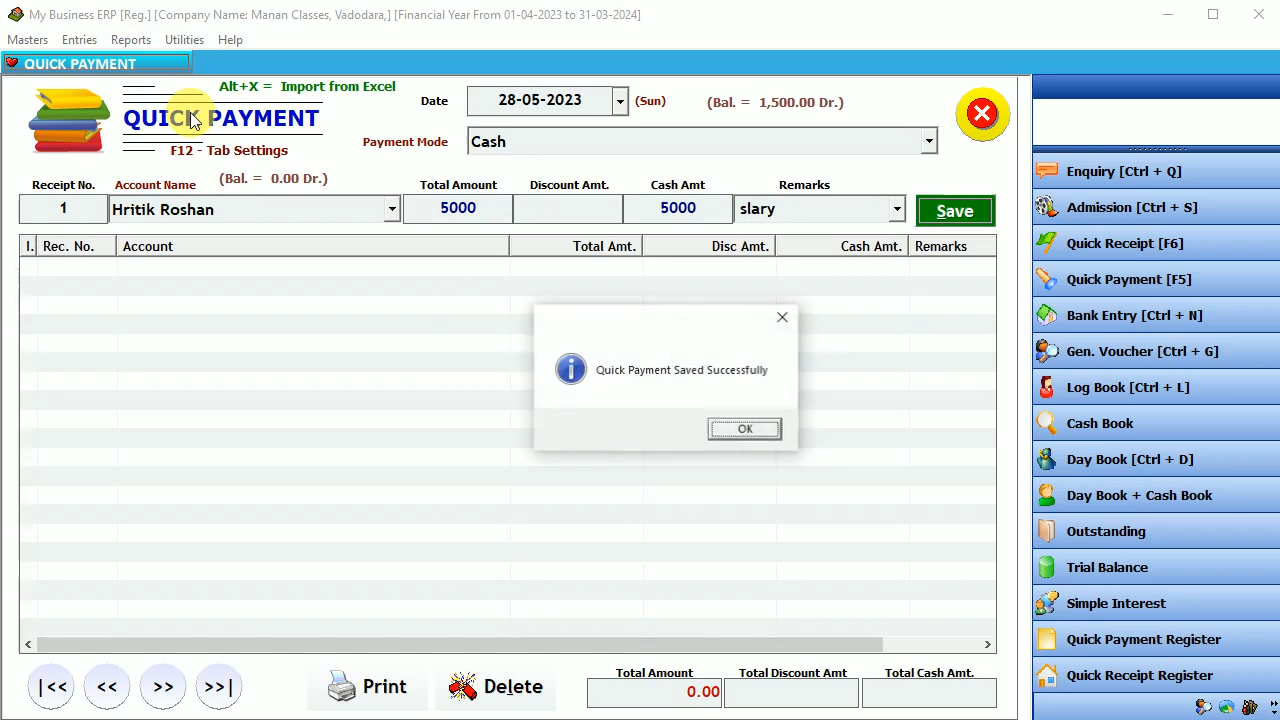 My Business ERP [Reg.] [Company Name: Manan Classes, Vadodara,] [Financial Year From 01-04-2023 to 31-03-2024]
Masters Entries Reports Utilities Help
QUICK PAYMENT
Alt+X = Import from Excel
QUICK PAYMENT
F12 - Tab Settings
Date 28-05-2023 (Sun) (Bal. = 1,500.00 Dr.)
Payment Mode Cash
(Bal. = 0.00 Dr.)
Receipt No. Account Name Total Amount Discount Amt. Cash Amt Remarks
1 Hritik Roshan 5000 5000 slary Save
I. Rec. No. Account Total Amt. Disc Amt. Cash Amt. Remarks
Quick Payment Saved Successfully
OK
|<< << >> >>|
Print Delete
Total Amount Total Discount Amt Total Cash Amt.
0.00
Enquiry [Ctrl + Q]
Admission [Ctrl + S]
Quick Receipt [F6]
Quick Payment [F5]
Bank Entry [Ctrl + N]
Gen. Voucher [Ctrl + G]
Log Book [Ctrl + L]
Cash Book
Day Book [Ctrl + D]
Day Book + Cash Book
Outstanding
Trial Balance
Simple Interest
Quick Payment Register
Quick Receipt Register